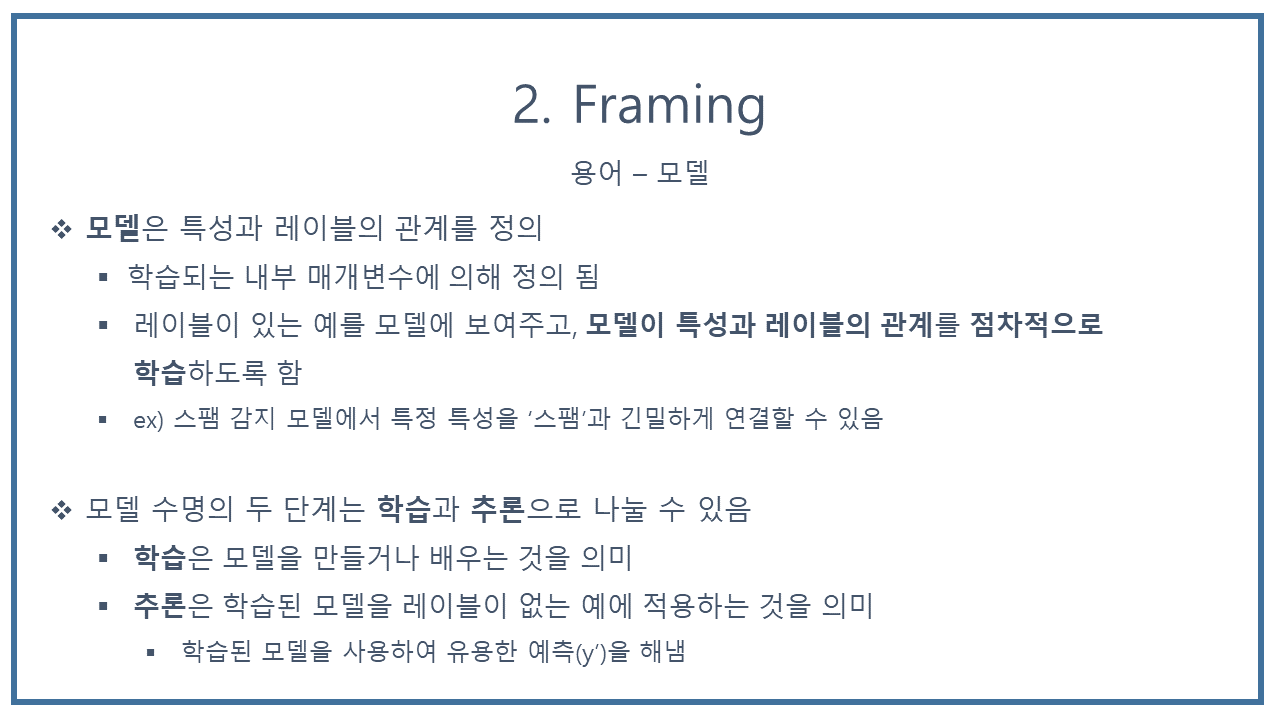 2. Framing
용어 – 모델
❖ 모델은 특성과 레이블의 관계를 정의
▪ 학습되는 내부 매개변수에 의해 정의 됨
▪ 레이블이 있는 예를 모델에 보여주고, 모델이 특성과 레이블의 관계를 점차적으로
학습하도록 함
▪ ex) 스팸 감지 모델에서 특정 특성을 ‘스팸’과 긴밀하게 연결할 수 있음
❖ 모델 수명의 두 단계는 학습과 추론으로 나눌 수 있음
▪ 학습은 모델을 만들거나 배우는 것을 의미
▪ 추론은 학습된 모델을 레이블이 없는 예에 적용하는 것을 의미
▪ 학습된 모델을 사용하여 유용한 예측(y’)을 해냄